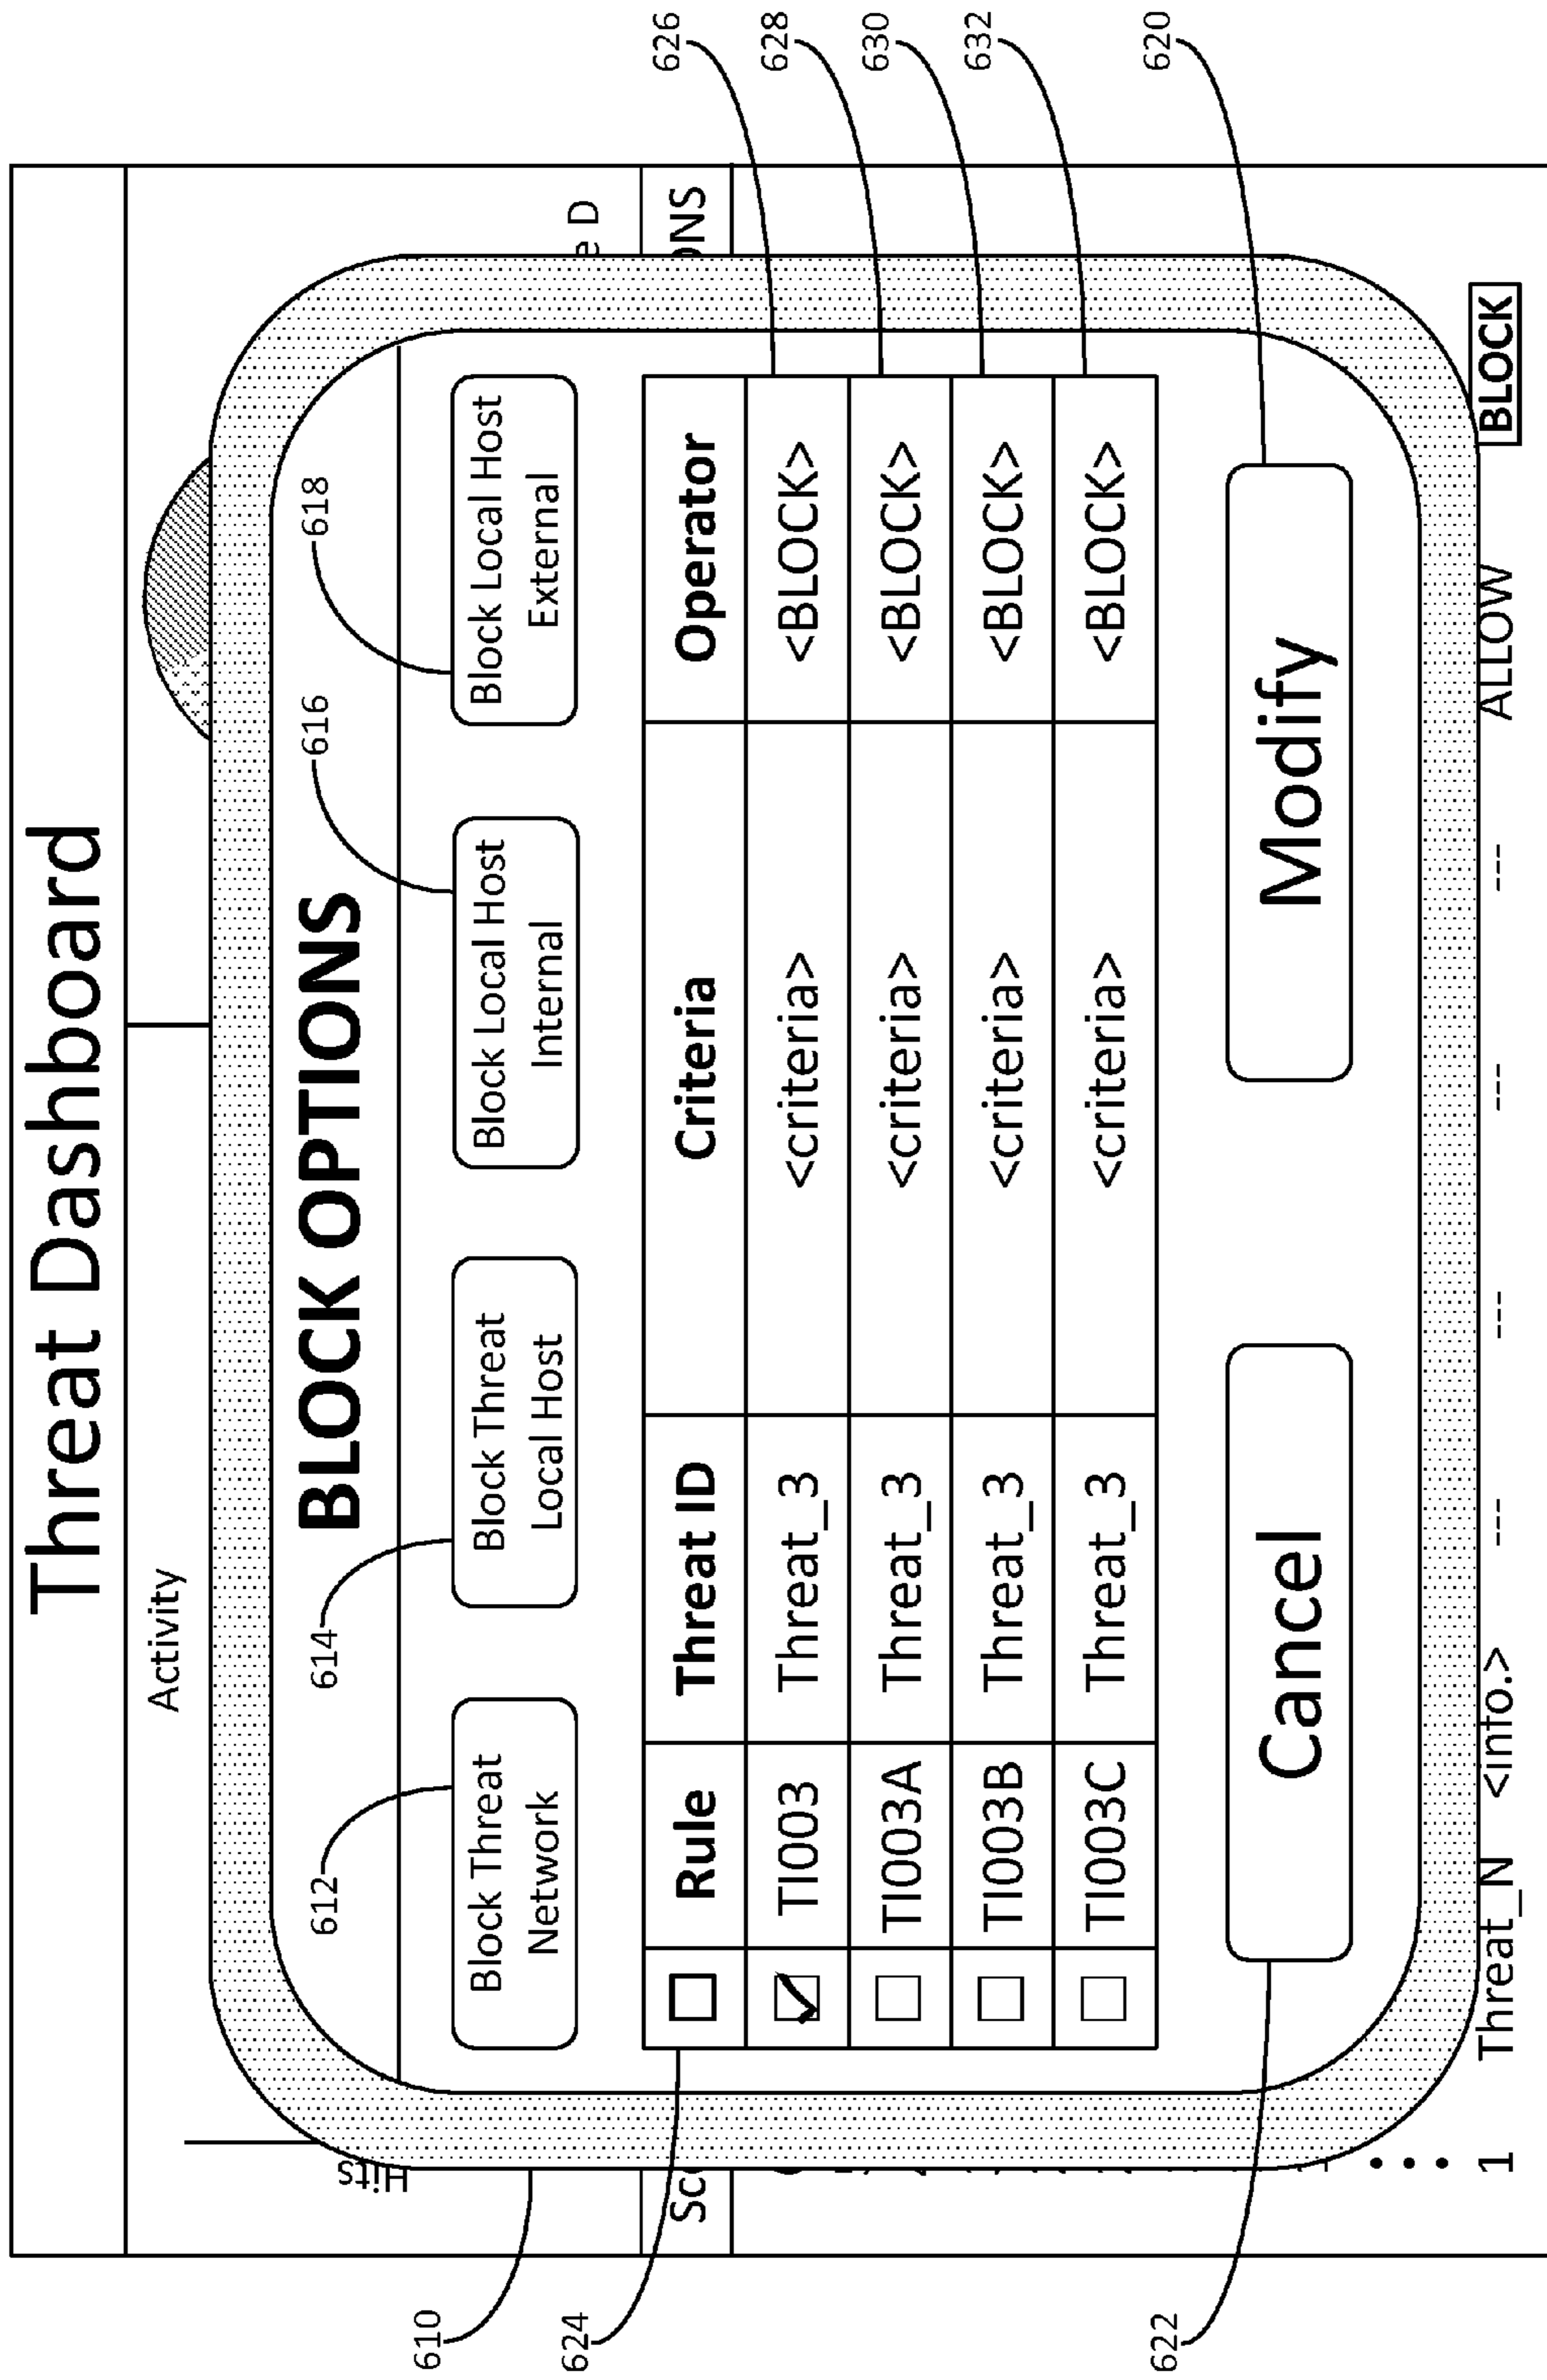 Threat Dashboard
Activity
Hits
BLOCK OPTIONS
612
614
616
618
Block Threat
Network
Block Threat
Local Host
Block Local Host
Internal
Block Local Host
External
e D
Sc
ONS
Rule Threat ID Criteria Operator
TI003 Threat_3 <criteria> <BLOCK>
TI003A Threat_3 <criteria> <BLOCK>
TI003B Threat_3 <criteria> <BLOCK>
TI003C Threat_3 <criteria> <BLOCK>
Cancel
Modify
1 Threat_N <info.> --- --- --- --- ALLOW BLOCK
610
624
622
626
628
630
632
620